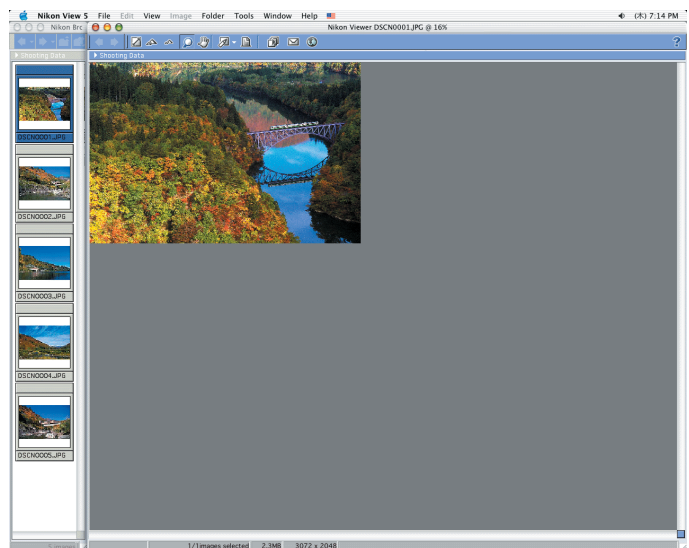 Nikon View 5 File Edit View Image Folder Tools Window Help (木) 7:14 PM
Nikon Brc Nikon Viewer DSCN0001.JPG @ 16%
?
Shooting Data Shooting Data
DSCN0001.JPG
DSCN0002.JPG
DSCN0003.JPG
DSCN0004.JPG
DSCN0005.JPG
5 images 1/1images selected 2.3MB 3072 x 2048